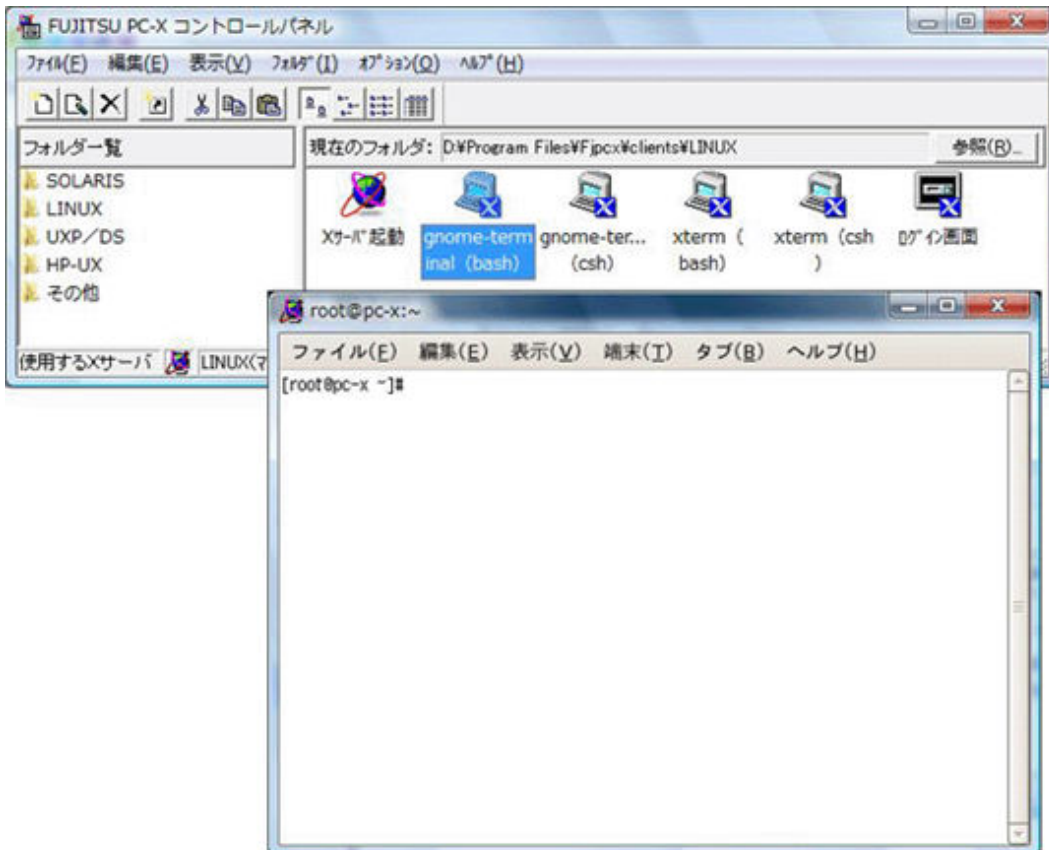 FUJITSU PC-X コントロールパネル
ﾌｧｲﾙ(F) 編集(E) 表示(V) ﾌｫﾙﾀﾞ(I) ｵﾌﾟｼｮﾝ(O) ﾍﾙﾌﾟ(H)
フォルダ一覧
現在のフォルダ: D:¥Program Files¥Fjpcx¥clients¥LINUX 参照(R)...
SOLARIS
LINUX
UXP／DS
HP-UX
その他
Xｻｰﾊﾞ起動
gnome-term
inal (bash)
gnome-ter...
(csh)
xterm (
bash)
xterm (csh
)
ﾛｸﾞｲﾝ画面
使用するXサーバ LINUX(マ
root@pc-x:~
ファイル(F) 編集(E) 表示(V) 端末(T) タブ(B) ヘルプ(H)
[root@pc-x ~]#